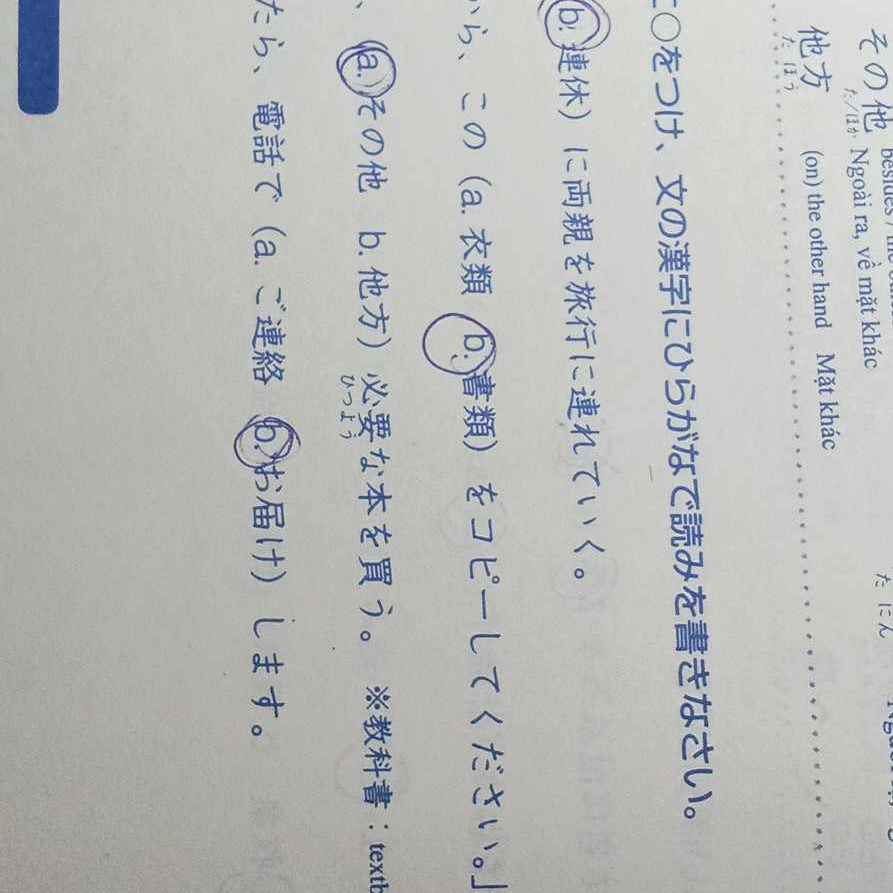 その他 Besides /
た/ほか Ngoài ra, về mặt khác
たにん
他方 (on) the other hand Mặt khác
たほう
○をつけ、文の漢字にひらがなで読みを書きなさい。
b. 連休）に両親を旅行に連れていく。
から、この（a. 衣類 b. 書類）をコピーしてください。」
、（a. その他 b. 他方）必要な本を買う。 ※教科書：
ひつよう
たら、電話で（a. ご連絡 b. お届け）します。